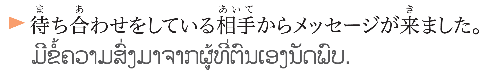 待ち合わせをしている相手からメッセージが来ました。
ມີຂໍ້ຄວາມສົ່ງມາຈາກຜູ້ທີ່ຕົນເອງນັດພົບ.